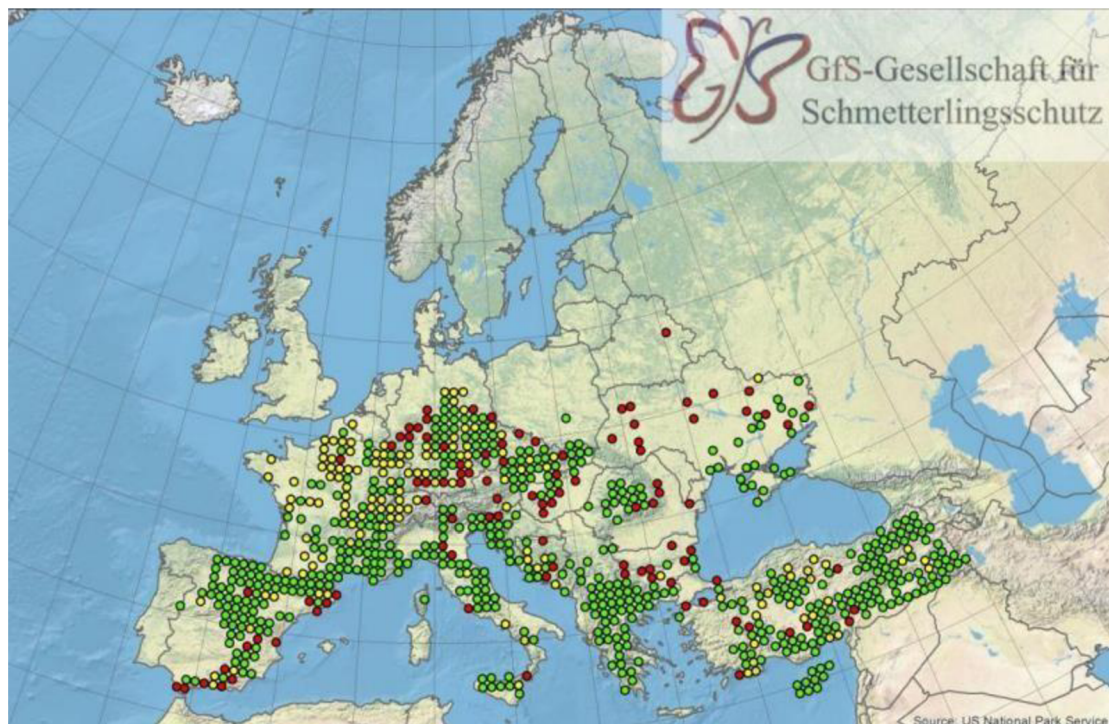 GfS-Gesellschaft für
Schmetterlingsschutz
Source: US National Park Service